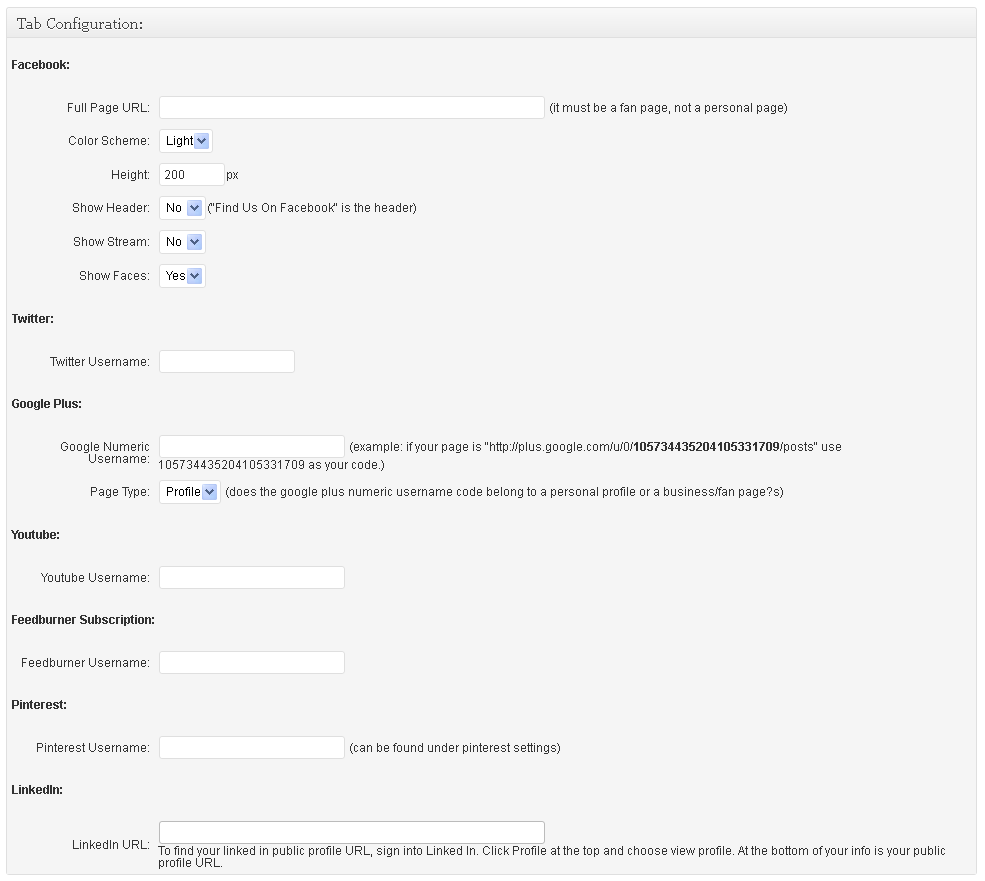 Tab Configuration:
Facebook:
Full Page URL: (it must be a fan page, not a personal page)
Color Scheme: Light
Height: 200 px
Show Header: No ("Find Us On Facebook" is the header)
Show Stream: No
Show Faces: Yes
Twitter:
Twitter Username:
Google Plus:
Google Numeric (example: if your page is "http://plus.google.com/u/0/105734435204105331709/posts" use
Username: 105734435204105331709 as your code.)
Page Type: Profile (does the google plus numeric username code belong to a personal profile or a business/fan page?s)
Youtube:
Youtube Username:
Feedburner Subscription:
Feedburner Username:
Pinterest:
Pinterest Username: (can be found under pinterest settings)
LinkedIn:
LinkedIn URL:
To find your linked in public profile URL, sign into Linked In. Click Profile at the top and choose view profile. At the bottom of your info is your public
profile URL.